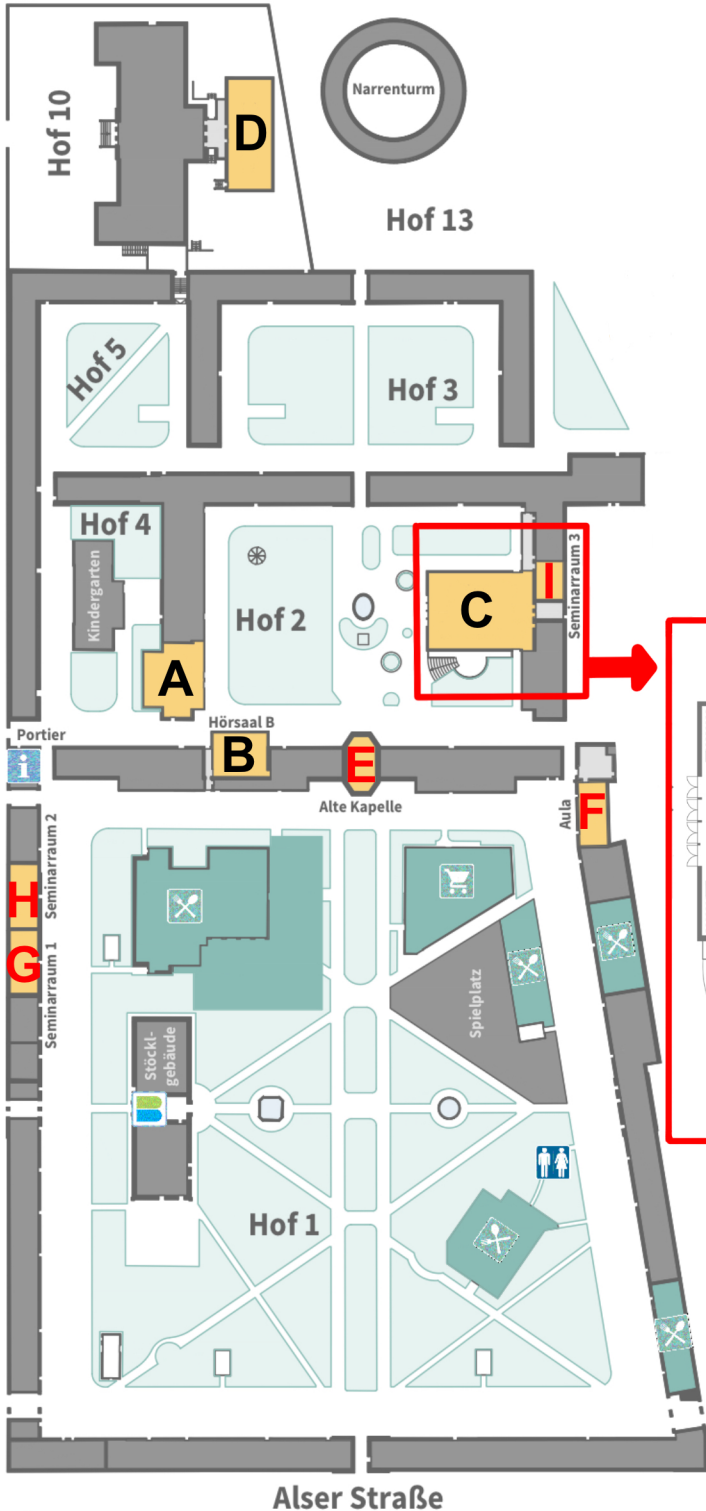 Narrenturm
Hof 10
D
Hof 13
Hof 5
Hof 3
Hof 4
Kindergarten
Hof 2
C
I
Seminarraum 3
A
Portier
i
Hörsaal B
B
E
Alte Kapelle
Aula
F
Seminarraum 2
H
G
Seminarraum 1
Spielplatz
Stöckl-
gebäude
Hof 1
Alser Straße